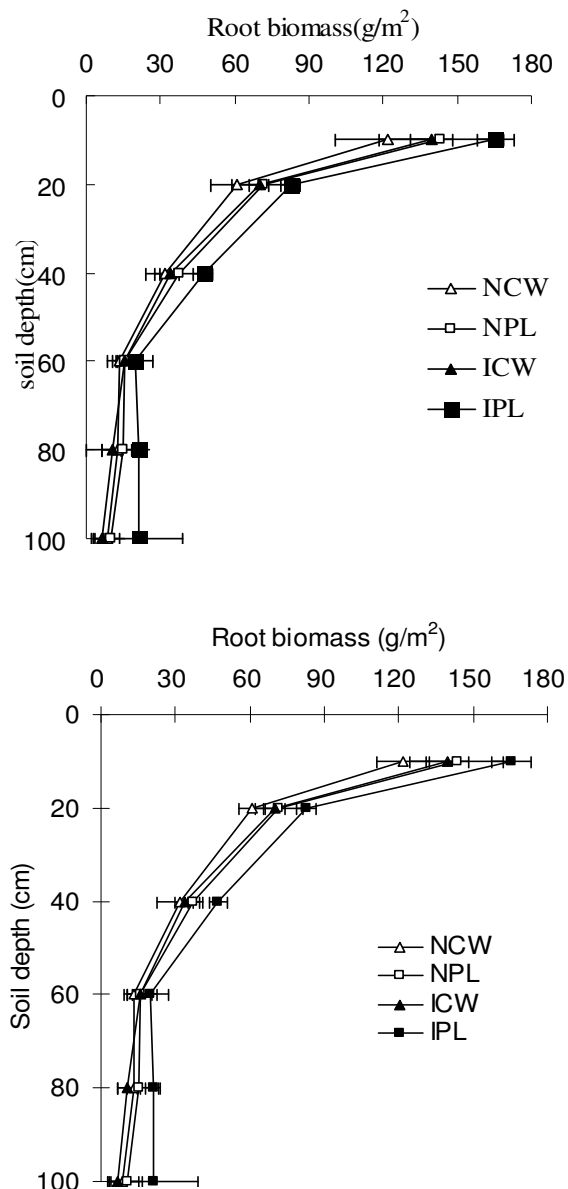 Root biomass(g/m²)
0 30 60 90 120 150 180
0
20
40
60
80
100
soil depth(cm)
NCW
NPL
ICW
IPL
Root biomass (g/m²)
0 30 60 90 120 150 180
0
20
40
60
80
100
Soil depth (cm)
NCW
NPL
ICW
IPL